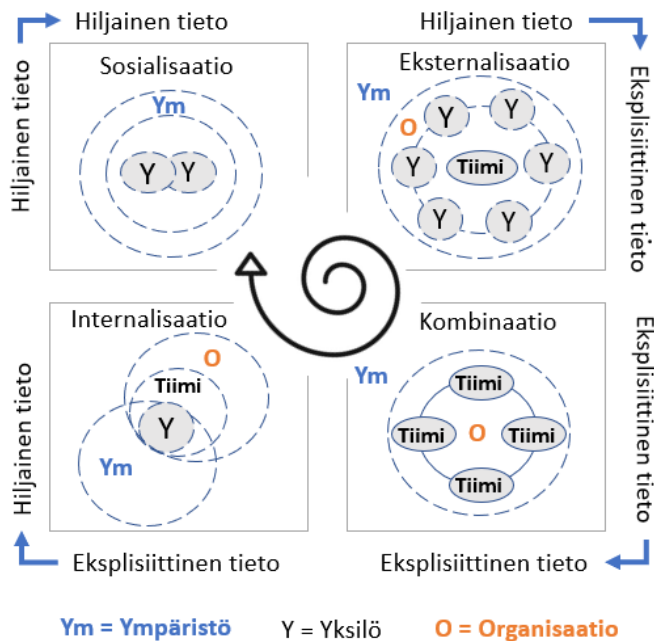 Hiljainen tieto
Hiljainen tieto
Hiljainen tieto
Sosialisaatio
Ym
Y Y
Eksternalisaatio
Ym
O
Y Y
Y Tiimi Y
Y Y
Eksplisiittinen tieto
Internalisaatio
O
Tiimi
Y
Ym
Hiljainen tieto
Eksplisiittinen tieto
Kombinaatio
Ym
Tiimi
Tiimi O Tiimi
Tiimi
Eksplisiittinen tieto
Eksplisiittinen tieto
Ym = Ympäristö Y = Yksilö O = Organisaatio